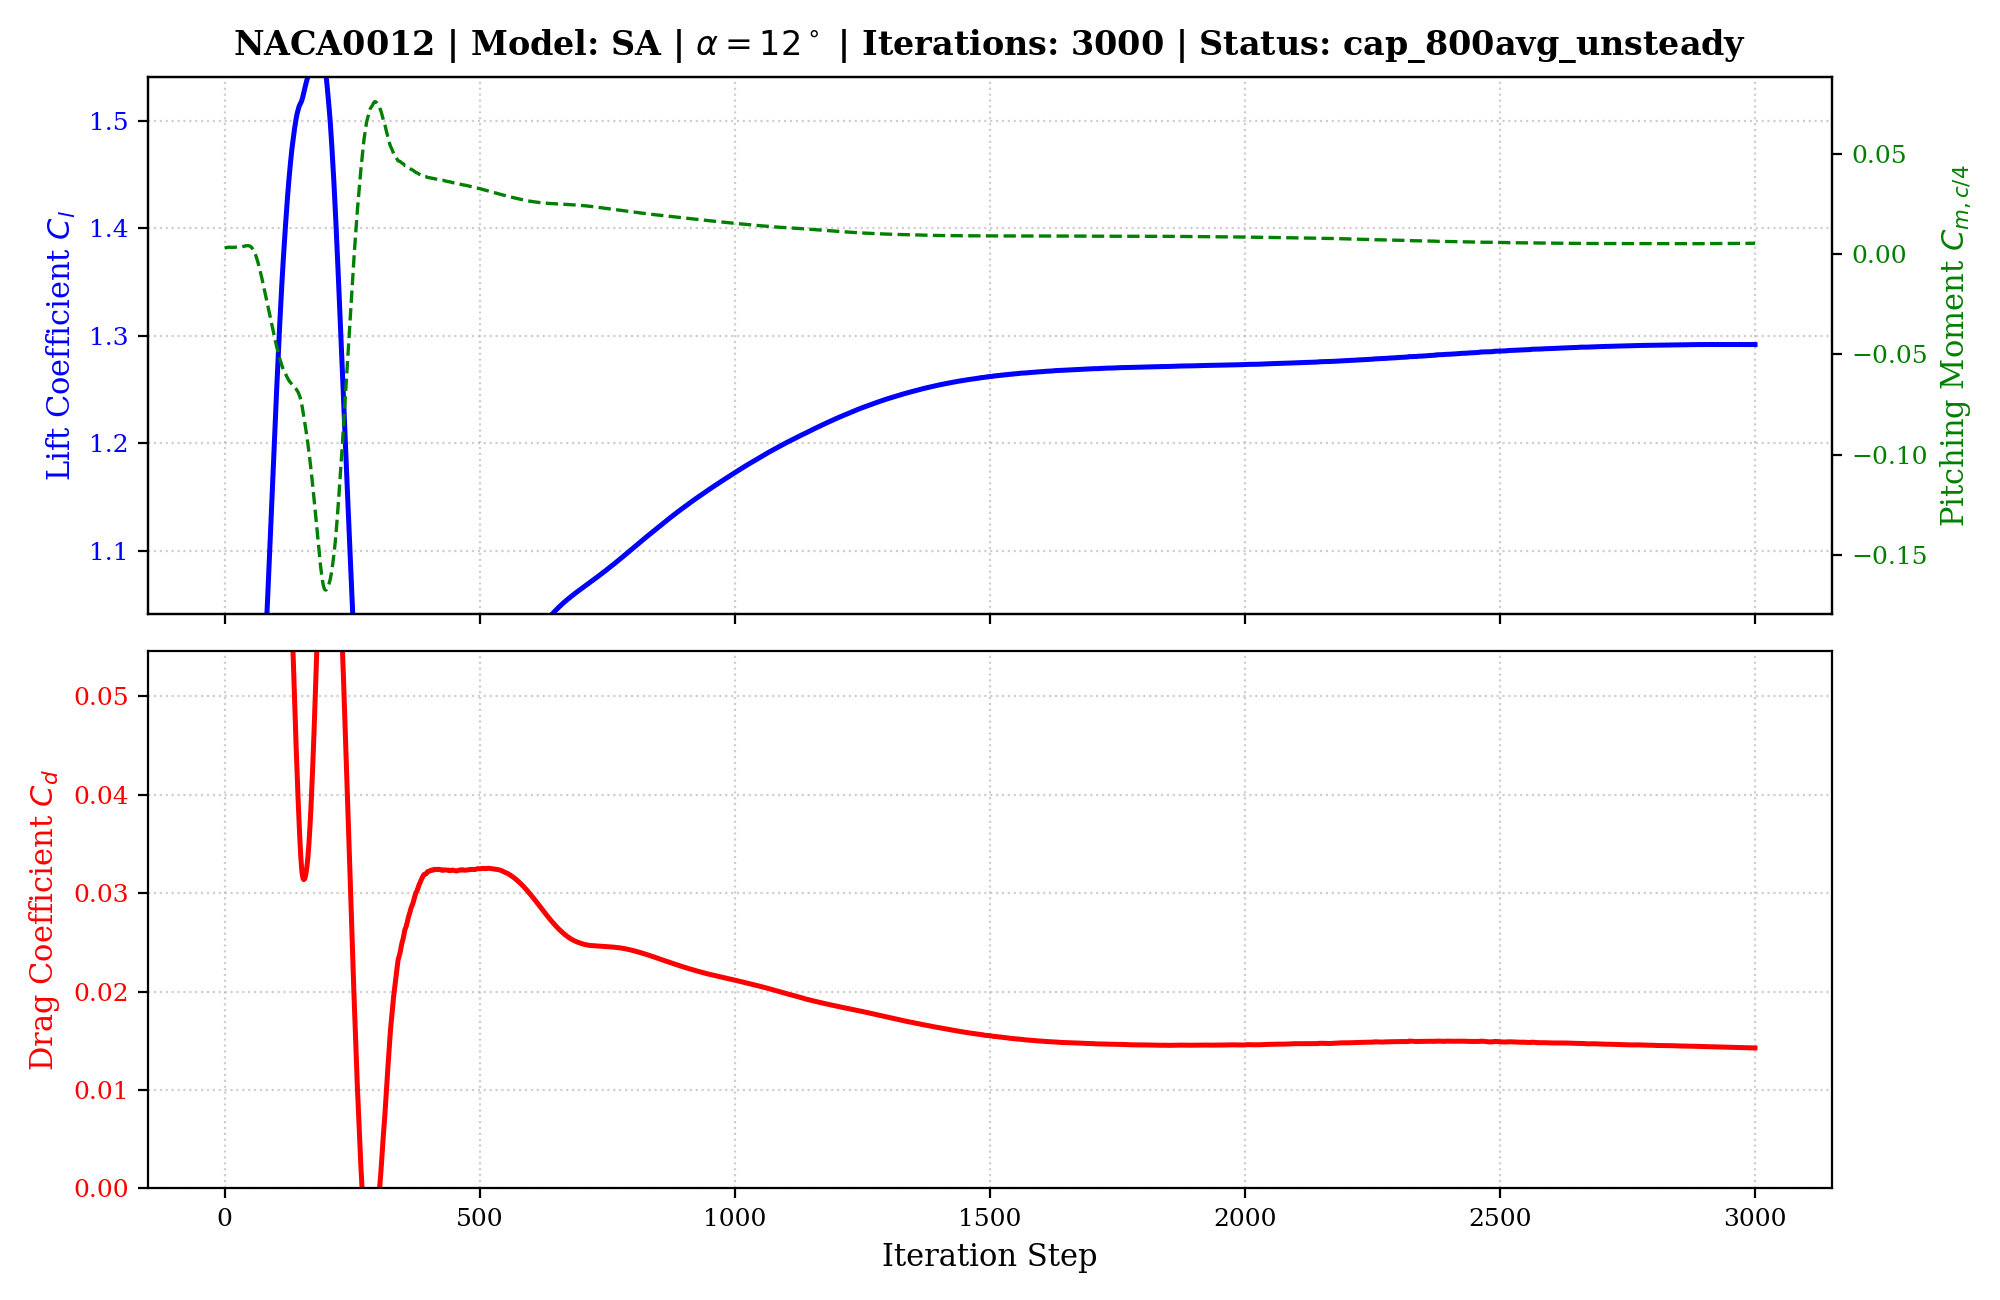 NACA0012 | Model: SA | α = 12° | Iterations: 3000 | Status: cap_800avg_unsteady
Lift Coefficient C_l
1.5
1.4
1.3
1.2
1.1
0.05
0.00
−0.05
−0.10
−0.15
Pitching Moment C_{m, c/4}
Drag Coefficient C_d
0.05
0.04
0.03
0.02
0.01
0.00
0 500 1000 1500 2000 2500 3000
Iteration Step